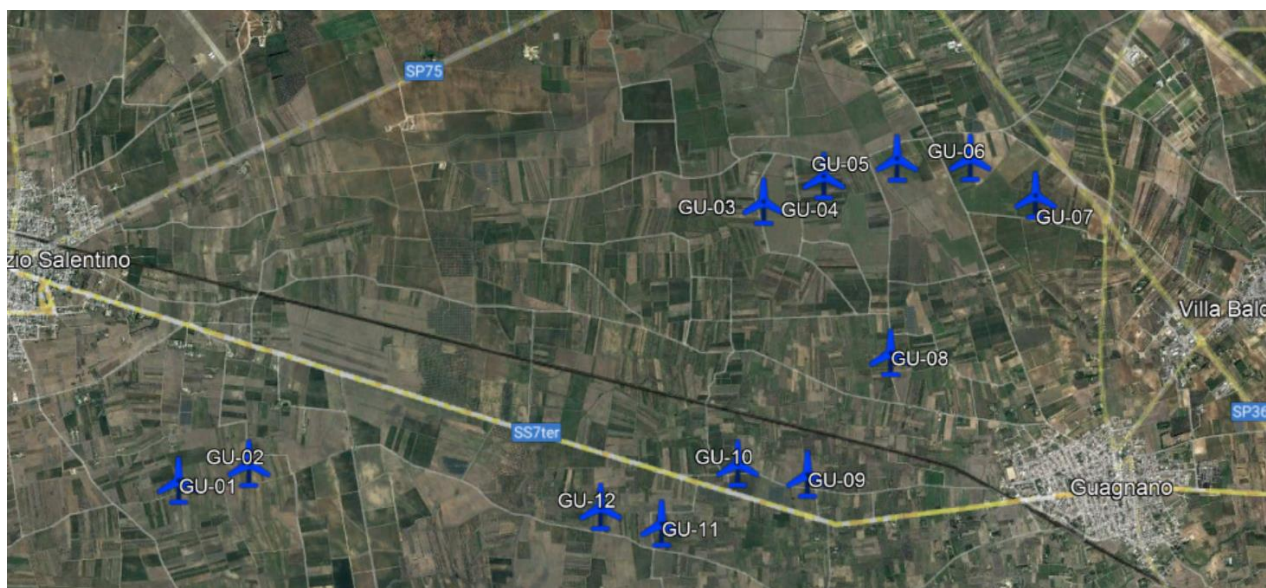 SP75
GU-05
GU-06
GU-03
GU-04
GU-07
zio Salentino
Villa Bald
GU-08
SP36
SS7ter
GU-02
GU-10
GU-01
GU-09
Guagnano
GU-12
GU-11